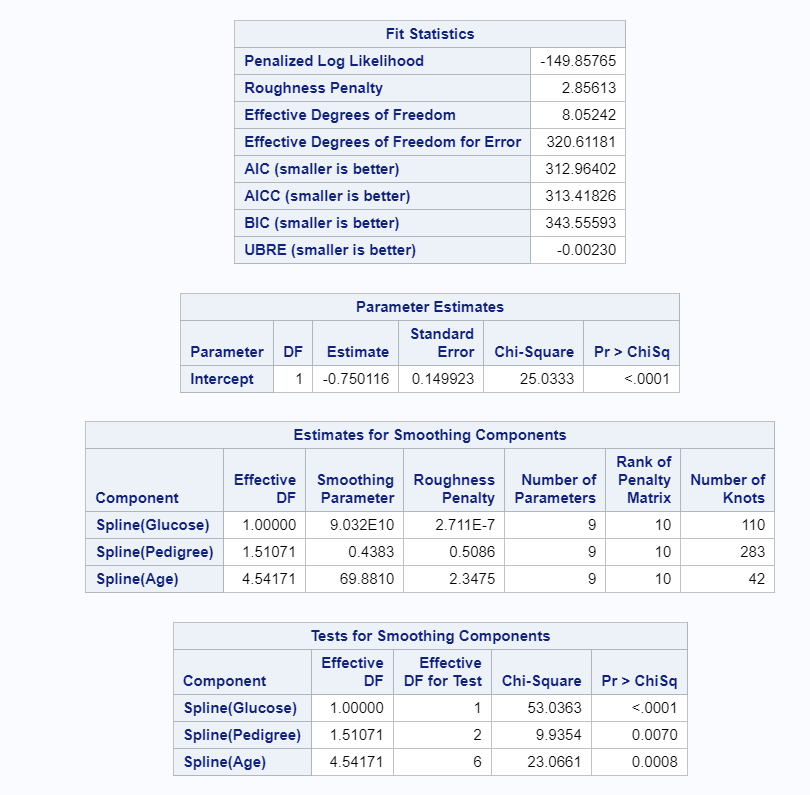 Fit Statistics
Penalized Log Likelihood -149.85765
Roughness Penalty 2.85613
Effective Degrees of Freedom 8.05242
Effective Degrees of Freedom for Error 320.61181
AIC (smaller is better) 312.96402
AICC (smaller is better) 313.41826
BIC (smaller is better) 343.55593
UBRE (smaller is better) -0.00230
Parameter Estimates
Standard
Parameter DF Estimate Error Chi-Square Pr > ChiSq
Intercept 1 -0.750116 0.149923 25.0333 <.0001
Estimates for Smoothing Components
Rank of
Effective Smoothing Roughness Number of Penalty Number of
Component DF Parameter Penalty Parameters Matrix Knots
Spline(Glucose) 1.00000 9.032E10 2.711E-7 9 10 110
Spline(Pedigree) 1.51071 0.4383 0.5086 9 10 283
Spline(Age) 4.54171 69.8810 2.3475 9 10 42
Tests for Smoothing Components
Effective Effective
Component DF DF for Test Chi-Square Pr > ChiSq
Spline(Glucose) 1.00000 1 53.0363 <.0001
Spline(Pedigree) 1.51071 2 9.9354 0.0070
Spline(Age) 4.54171 6 23.0661 0.0008